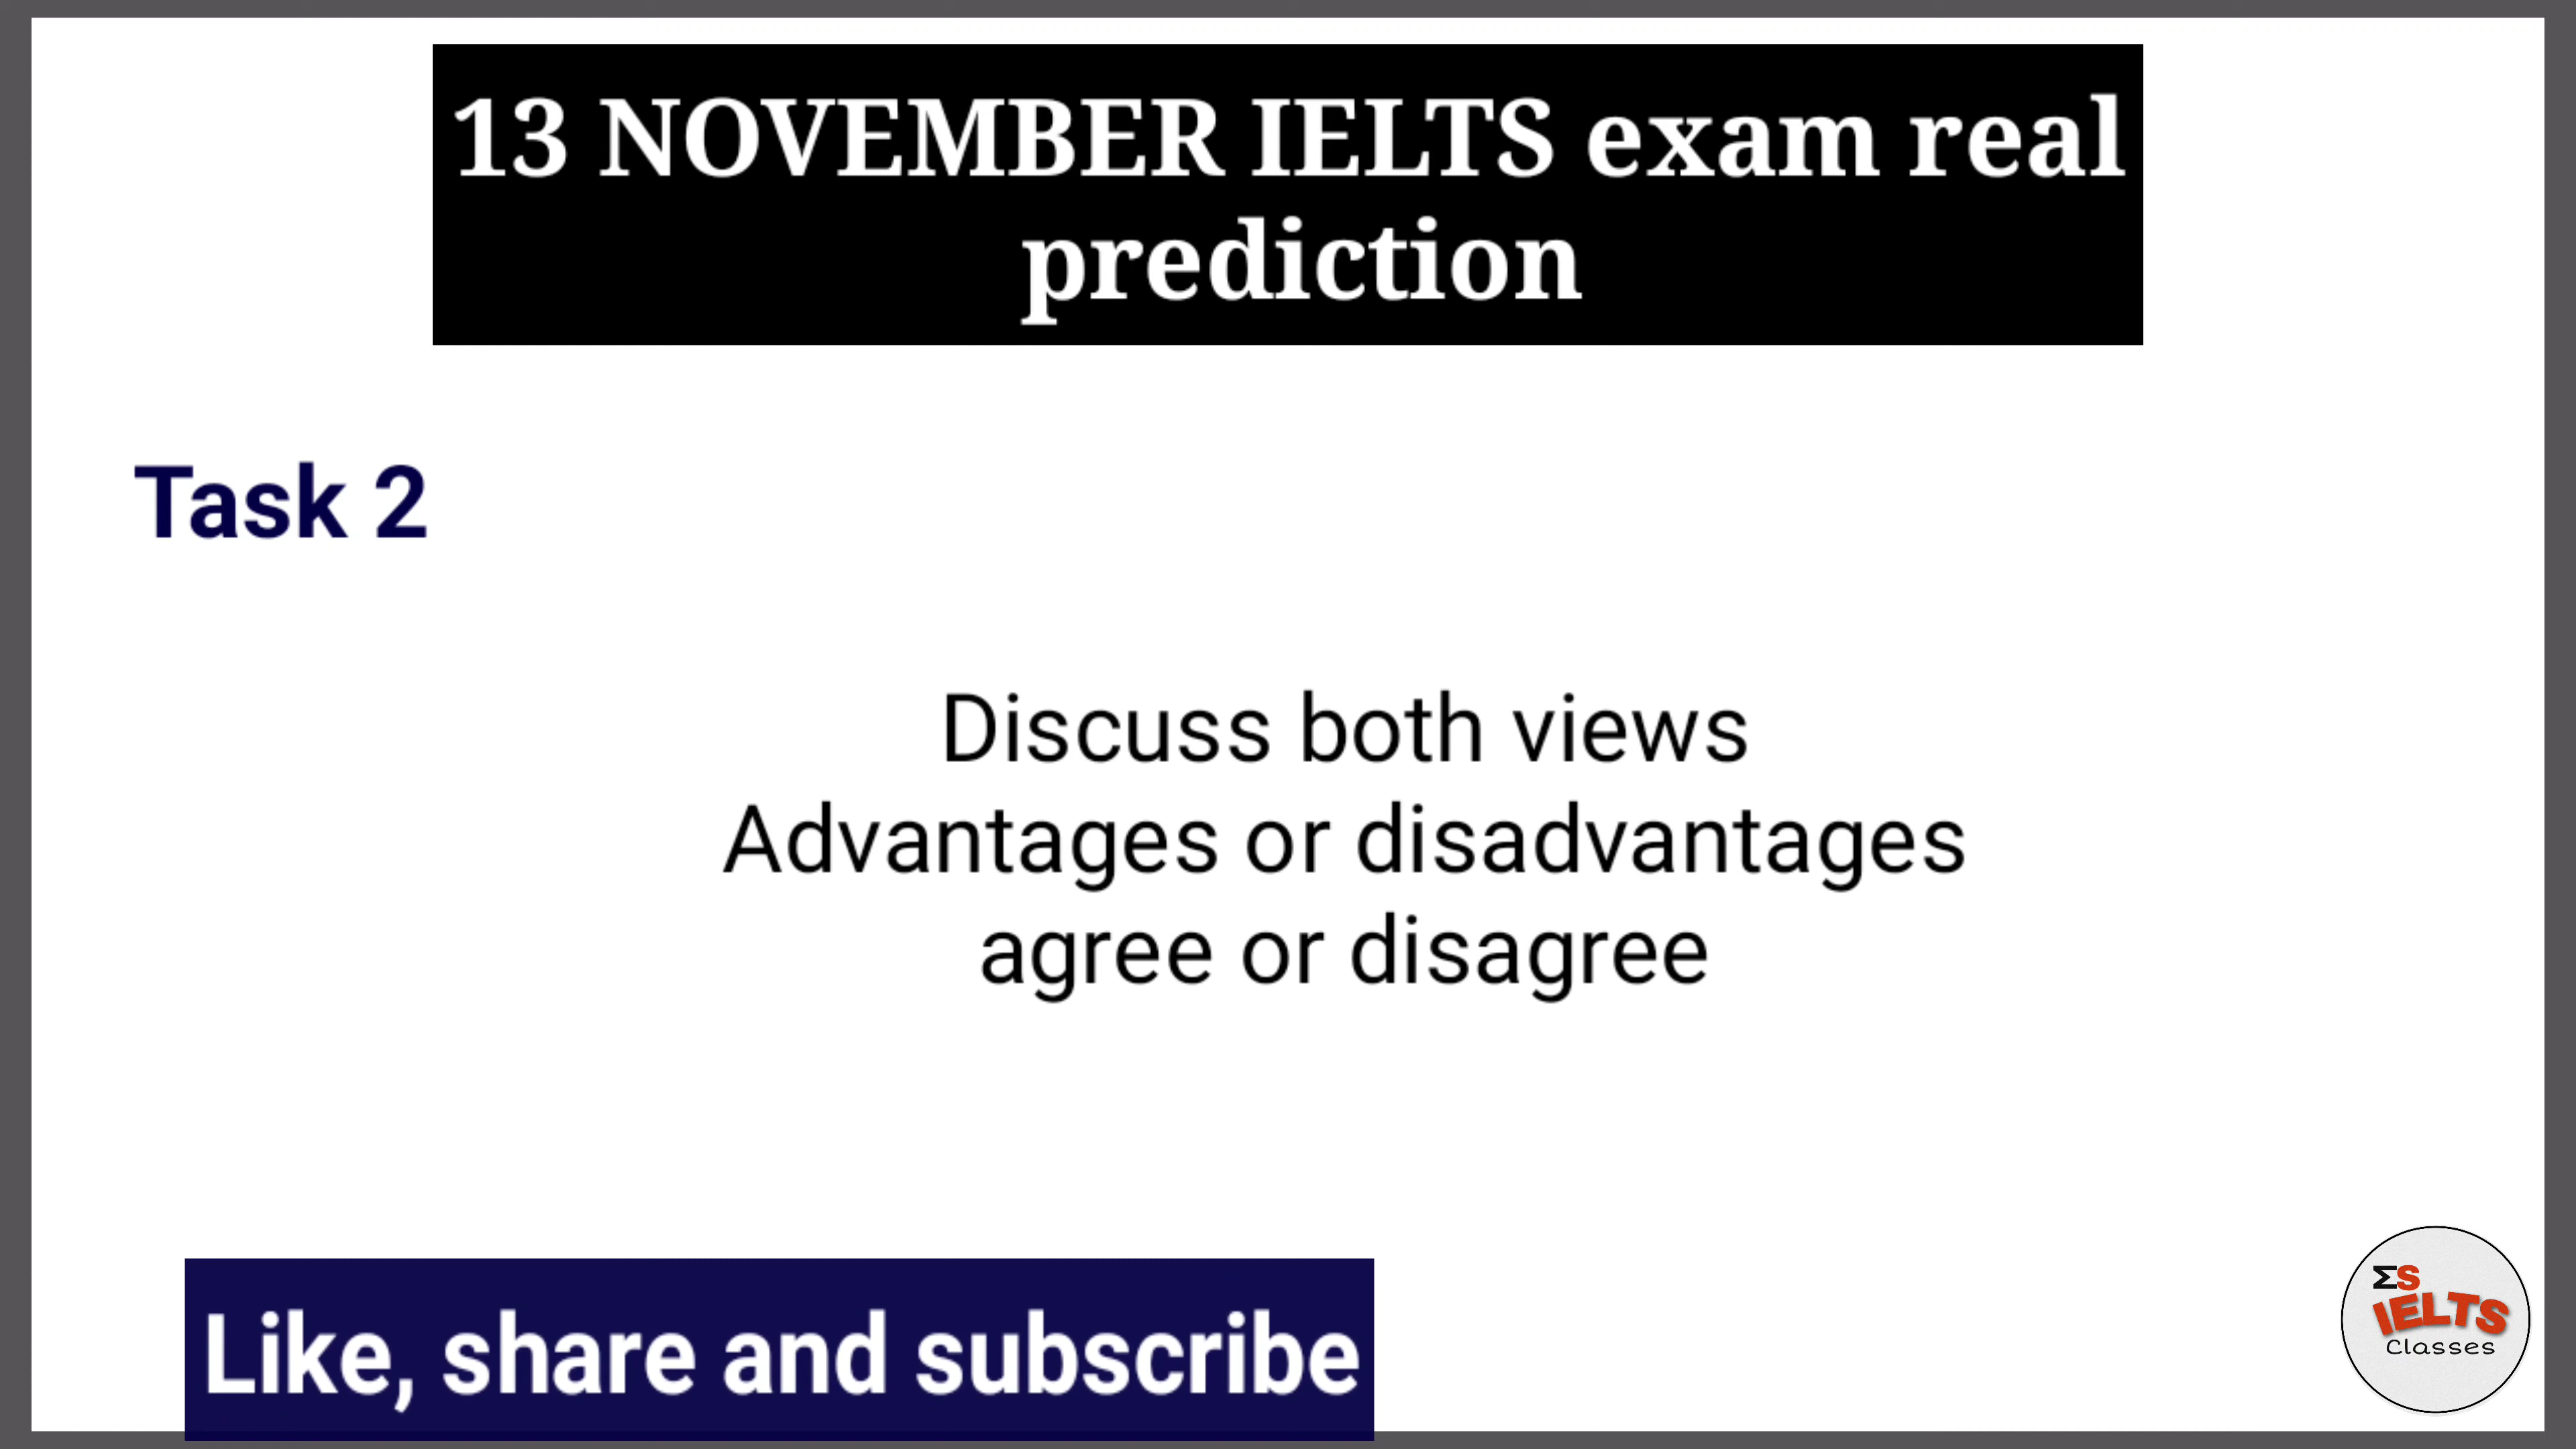 13 NOVEMBER IELTS exam real
prediction
Task 2
Discuss both views
Advantages or disadvantages
agree or disagree
Like, share and subscribe
ΣS
IELTS
Classes